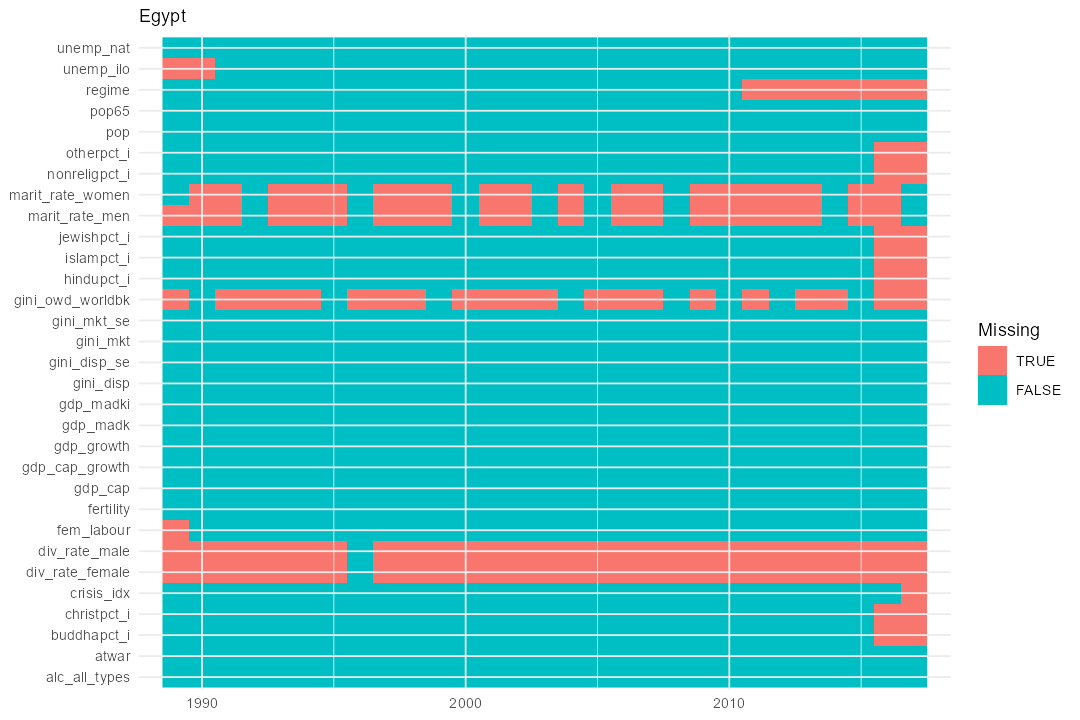 Egypt
unemp_nat
unemp_ilo
regime
pop65
pop
otherpct_i
nonreligpct_i
marit_rate_women
marit_rate_men
jewishpct_i
islampct_i
hindupct_i
gini_owd_worldbk
gini_mkt_se
gini_mkt
gini_disp_se
gini_disp
gdp_madki
gdp_madk
gdp_growth
gdp_cap_growth
gdp_cap
fertility
fem_labour
div_rate_male
div_rate_female
crisis_idx
christpct_i
buddhapct_i
atwar
alc_all_types
1990 2000 2010
Missing
TRUE
FALSE